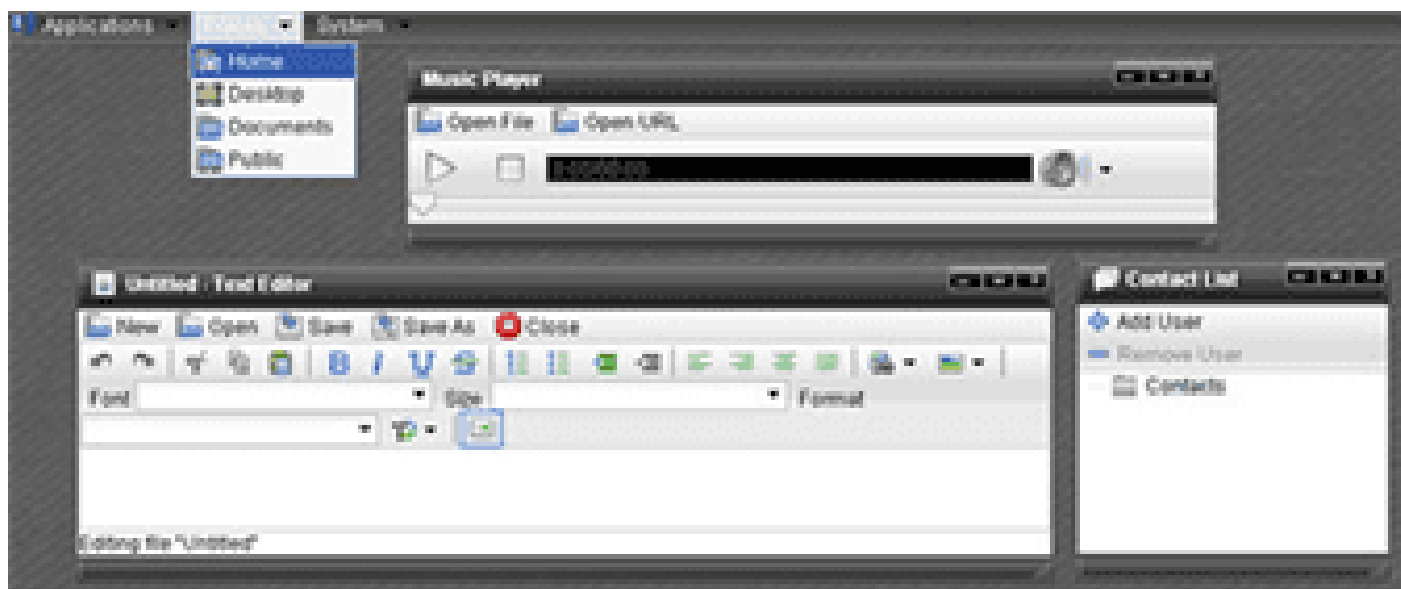 Applications System
Home
Desktop
Documents
Public
Music Player
Open File Open URL
Untitled - Text Editor
New Open Save Save As Close
B I U S
Font Size Format
Editing file "Untitled"
Contact List
Add User
Remove User
Contacts